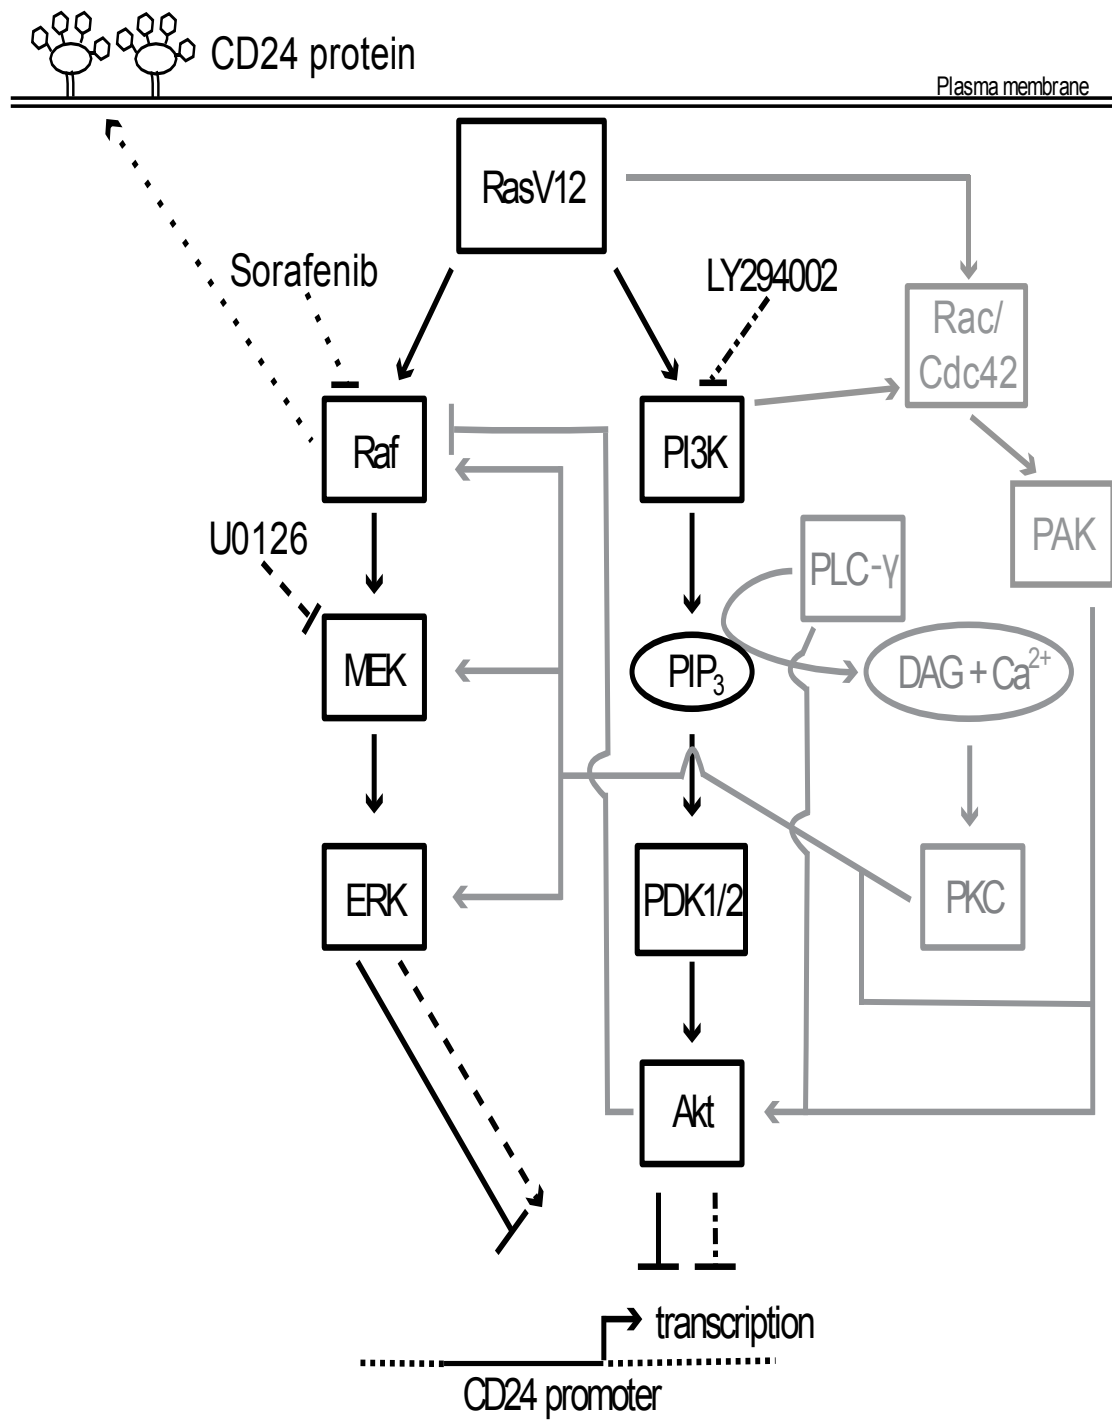 CD24 protein
Plasma membrane
RasV12
Sorafenib
LY294002
Rac/
Cdc42
Raf
PI3K
PAK
U0126
PLC-γ
MEK
PIP₃
DAG + Ca²⁺
ERK
PDK1/2
PKC
Akt
transcription
CD24 promoter